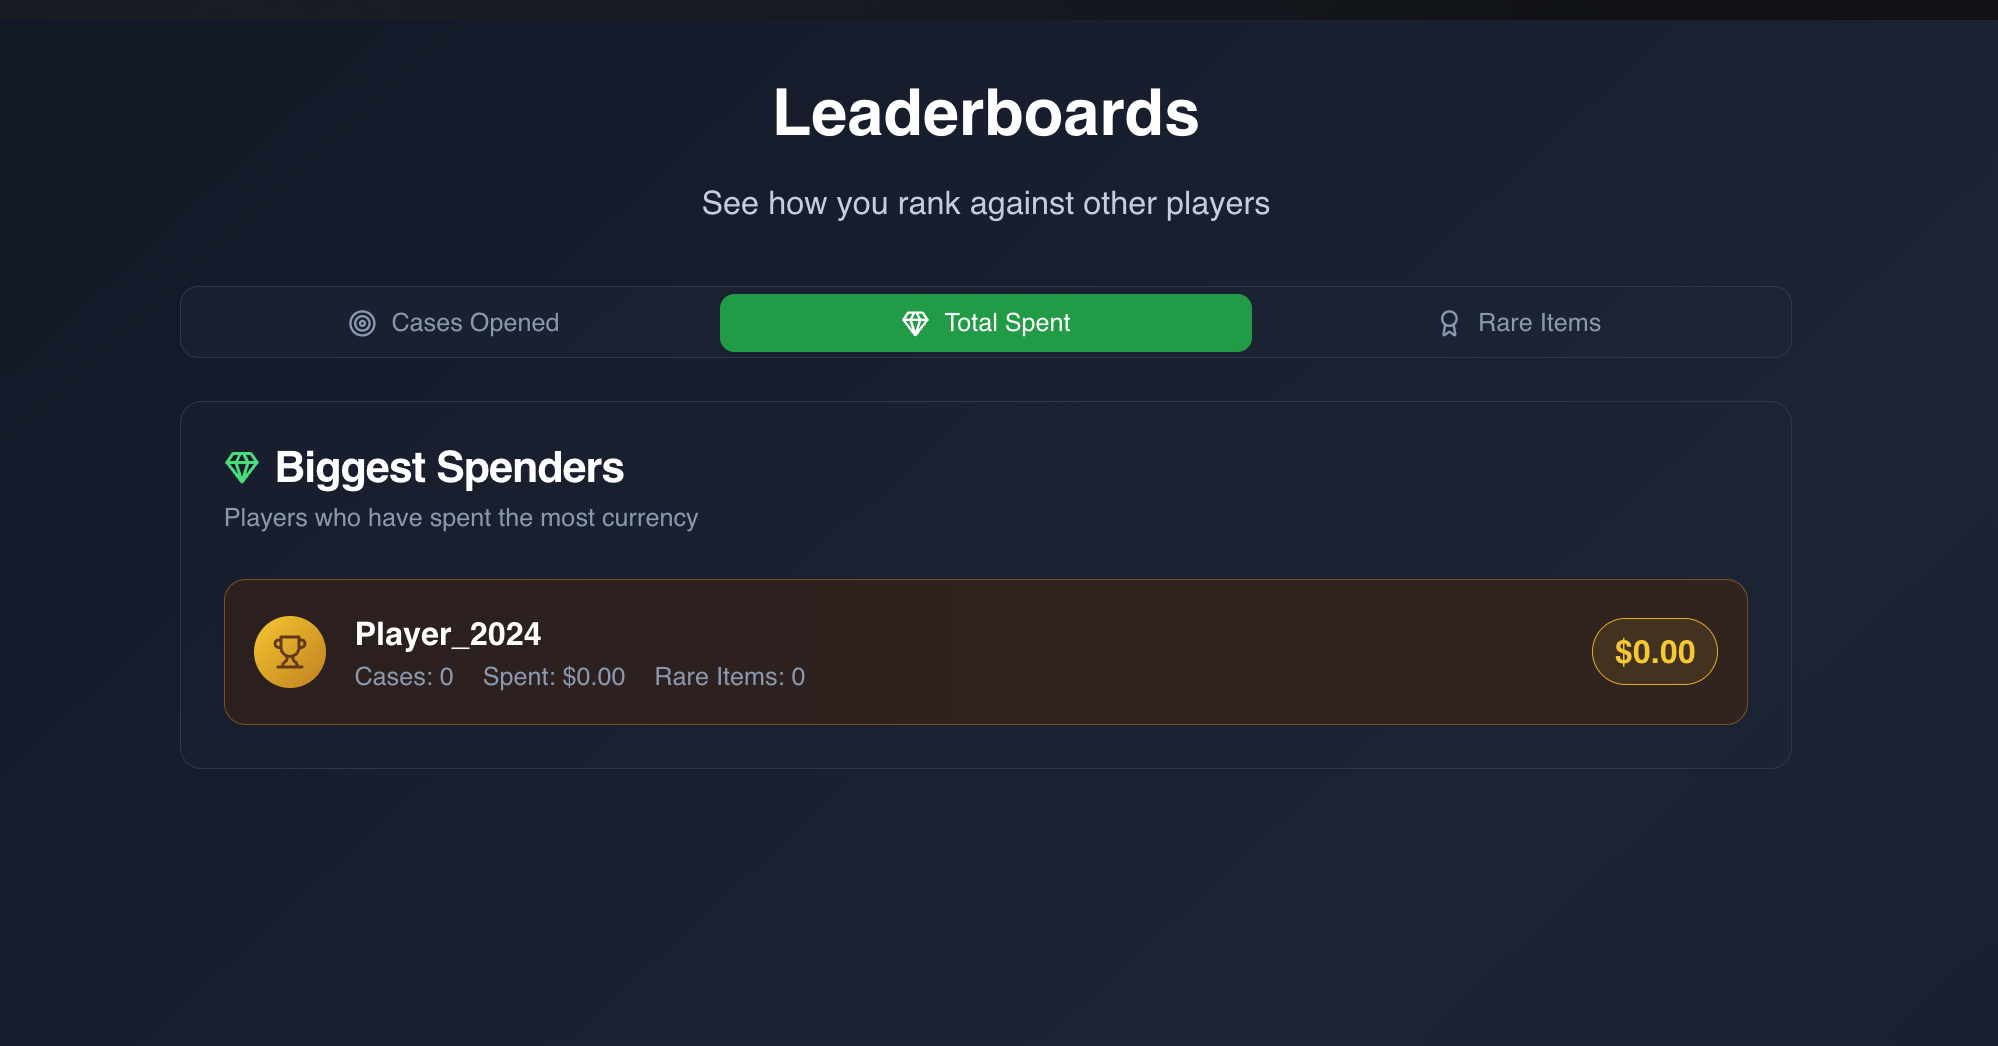 Leaderboards
See how you rank against other players
Cases Opened
Total Spent
Rare Items
Biggest Spenders
Players who have spent the most currency
Player_2024
Cases: 0 Spent: $0.00 Rare Items: 0
$0.00